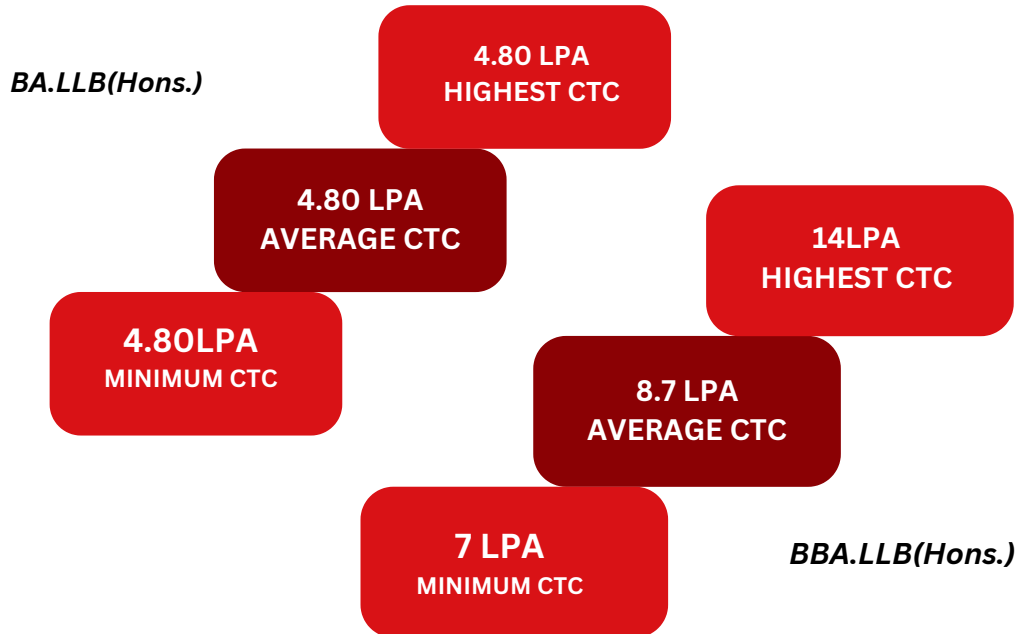 BA.LLB(Hons.)
4.80 LPA
HIGHEST CTC
4.80 LPA
AVERAGE CTC
4.80LPA
MINIMUM CTC
14LPA
HIGHEST CTC
8.7 LPA
AVERAGE CTC
7 LPA
MINIMUM CTC
BBA.LLB(Hons.)